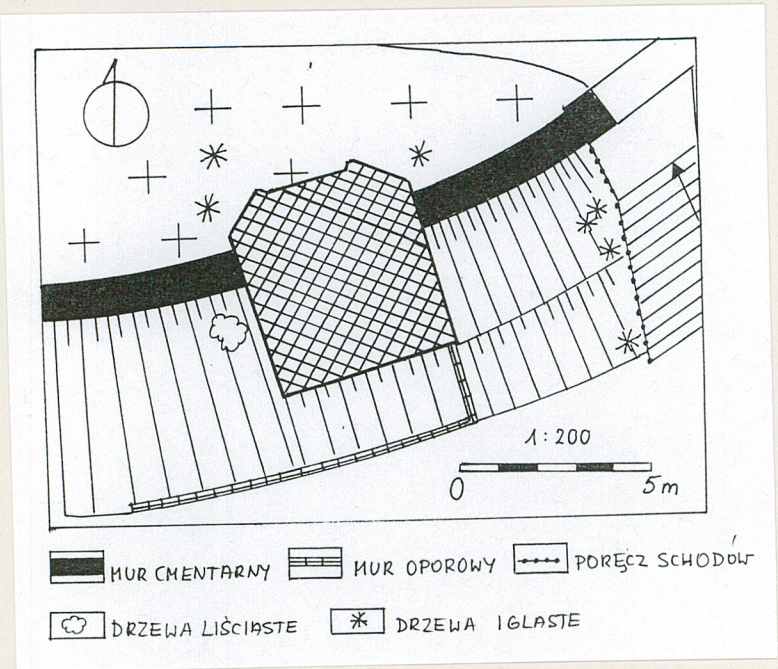 1:200
0 5m
MUR CMENTARNY MUR OPOROWY PORĘCZ SCHODÓW
DRZEWA LIŚCIASTE DRZEWA IGLASTE